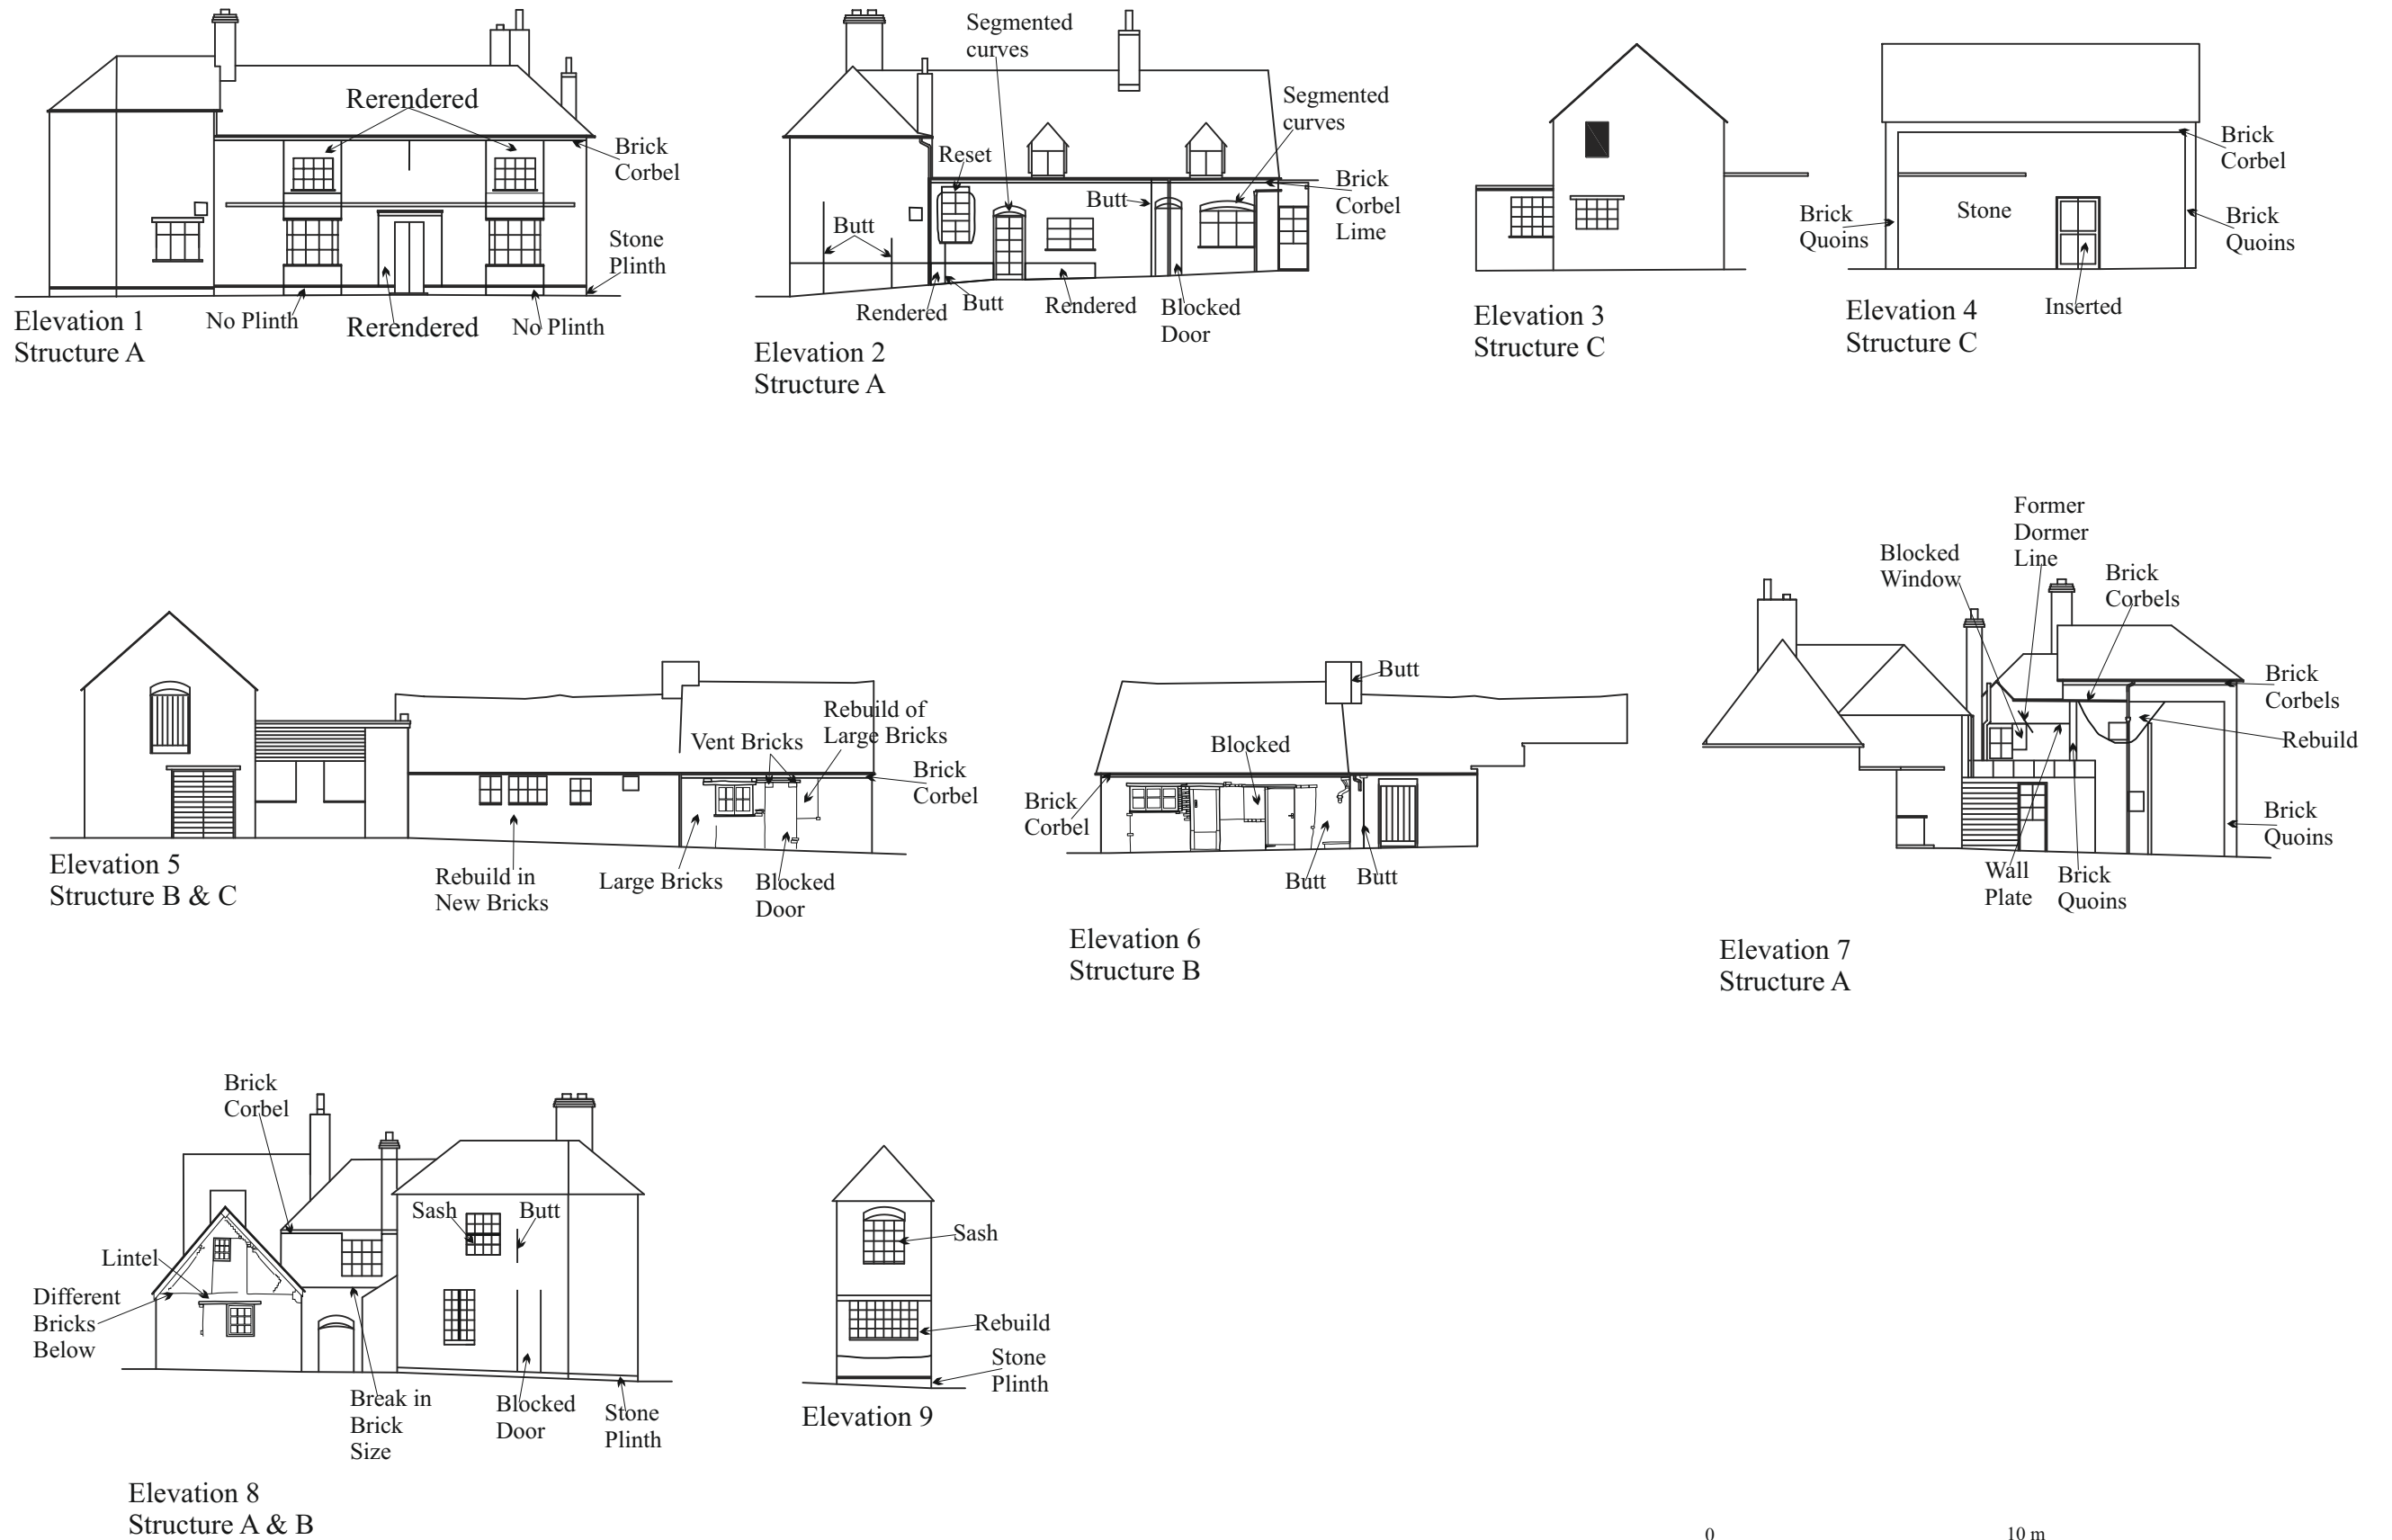 Rerendered
Brick
Corbel
Stone
Plinth
No Plinth
Rerendered
No Plinth
Elevation 1
Structure A
Segmented
curves
Segmented
curves
Reset
Butt
Butt
Brick
Corbel
Lime
Rendered
Butt
Rendered
Blocked
Door
Elevation 2
Structure A
Elevation 3
Structure C
Brick
Corbel
Brick
Quoins
Stone
Brick
Quoins
Inserted
Elevation 4
Structure C
Vent Bricks
Rebuild of
Large Bricks
Brick
Corbel
Rebuild in
New Bricks
Large Bricks
Blocked
Door
Elevation 5
Structure B & C
Butt
Blocked
Brick
Corbel
Butt
Butt
Elevation 6
Structure B
Former
Dormer
Line
Blocked
Window
Brick
Corbels
Brick
Corbels
Rebuild
Brick
Quoins
Wall
Plate
Brick
Quoins
Elevation 7
Structure A
Brick
Corbel
Sash
Butt
Lintel
Different
Bricks
Below
Break in
Brick
Size
Blocked
Door
Stone
Plinth
Elevation 8
Structure A & B
Sash
Rebuild
Stone
Plinth
Elevation 9
0
10 m